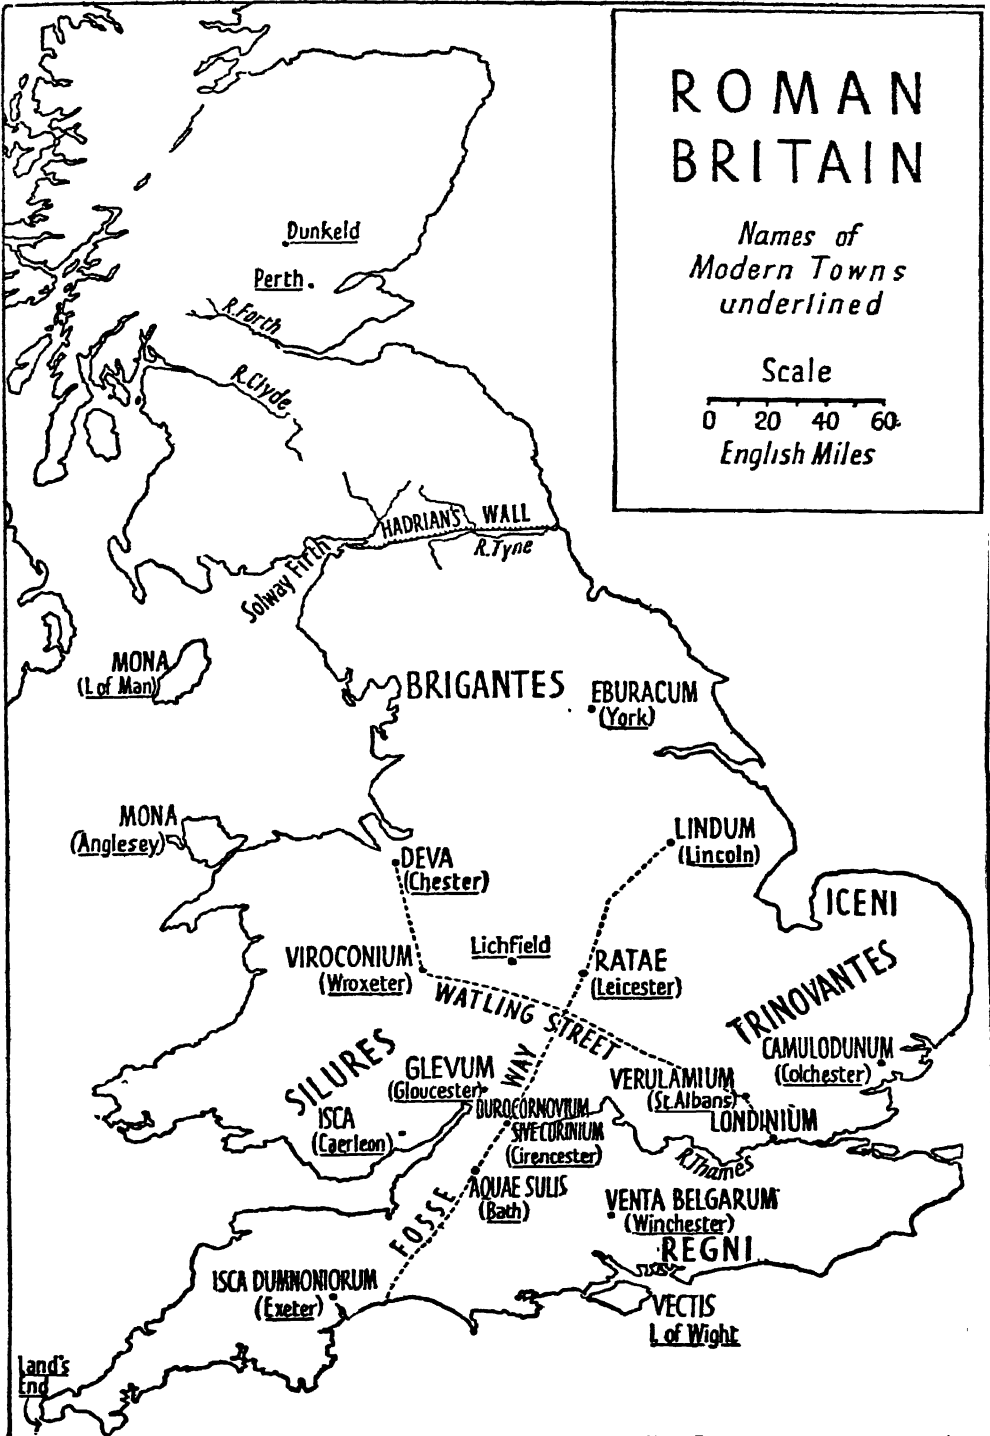 ROMAN
BRITAIN
Names of
Modern Towns
underlined
Scale
0 20 40 60
English Miles
Dunkeld
Perth
R. Forth
R. Clyde
HADRIAN'S WALL
R. Tyne
Solway Firth
MONA
(I. of Man)
BRIGANTES
EBURACUM
(York)
MONA
(Anglesey)
LINDUM
(Lincoln)
DEVA
(Chester)
ICENI
Lichfield
VIROCONIUM
(Wroxeter)
RATAE
(Leicester)
TRINOVANTES
WATLING STREET
SILURES
CAMULODUNUM
(Colchester)
GLEVUM
(Gloucester)
FOSSE WAY
VERULAMIUM
(St. Albans)
DUROCORNOVIUM
SIVE CORINIUM
(Cirencester)
ISCA
(Caerleon)
LONDINIUM
R. Thames
AQUAE SULIS
(Bath)
VENTA BELGARUM
(Winchester)
REGNI
ISCA DUMNONIORUM
(Exeter)
VECTIS
I. of Wight
Land's
End